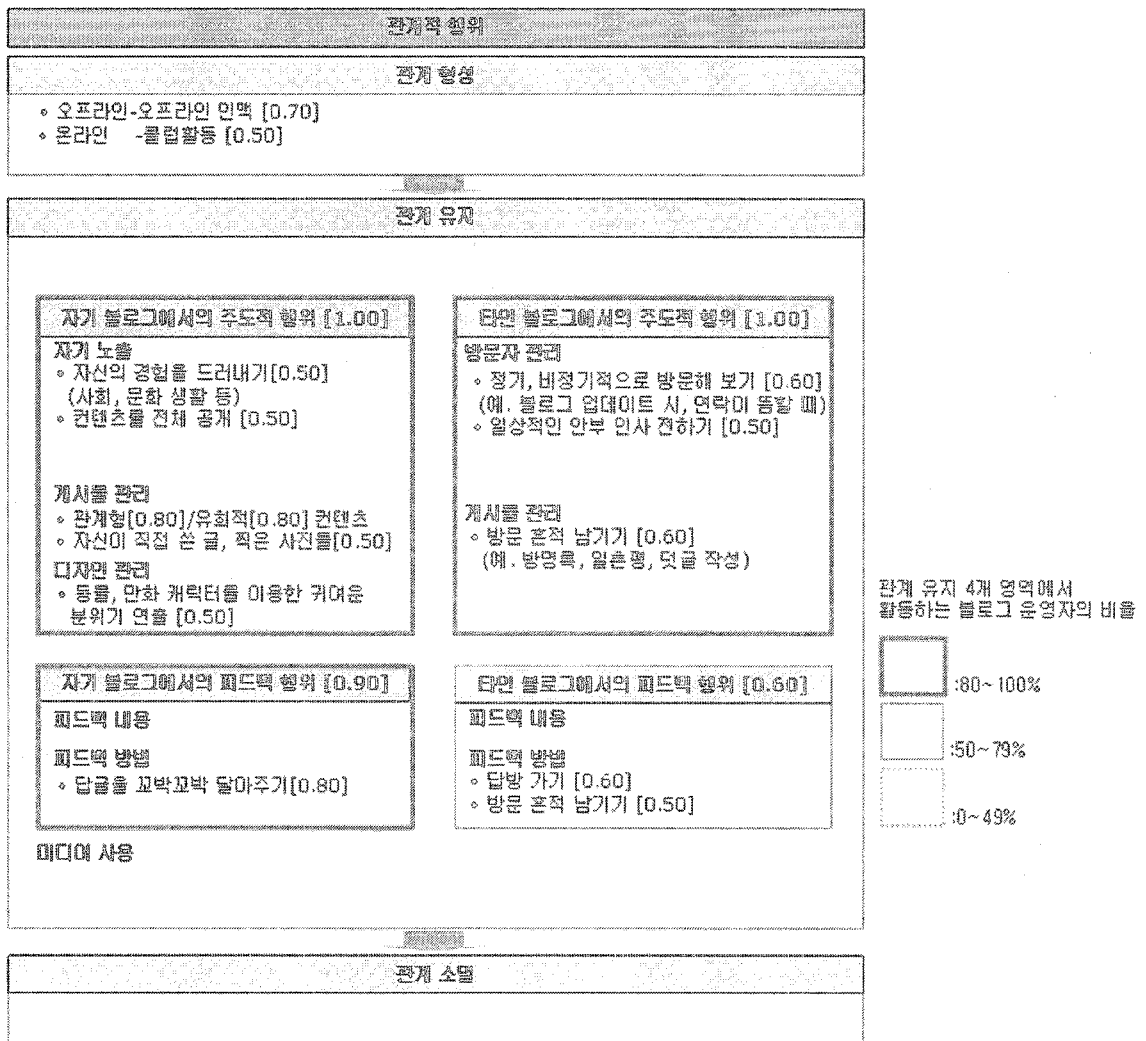 관계적 행위
관계 형성
◦ 오프라인-오프라인 인맥 [0.70]
◦ 온라인 -클럽활동 [0.50]
관계 유지
자기 블로그에서의 주도적 행위 [1.00]
자기 노출
◦ 자신의 경험을 드러내기[0.50]
(사회, 문화 생활 등)
◦ 컨텐츠를 전체 공개 [0.50]
게시물 관리
◦ 관계형[0.80]/유희적[0.80] 컨텐츠
◦ 자신이 직접 쓴 글, 찍은 사진들[0.50]
디자인 관리
◦ 동물, 만화 캐릭터를 이용한 귀여운
분위기 연출 [0.50]
타인 블로그에서의 주도적 행위 [1.00]
방문자 관리
◦ 정기, 비정기적으로 방문해 보기 [0.60]
(예. 블로그 업데이트 시, 연락이 뜸할 때)
◦ 일상적인 안부 인사 전하기 [0.50]
게시물 관리
◦ 방문 흔적 남기기 [0.60]
(예. 방명록, 일촌평, 덧글 작성)
자기 블로그에서의 피드백 행위 [0.90]
피드백 내용
피드백 방법
◦ 답글을 꼬박꼬박 달아주기[0.80]
타인 블로그에서의 피드백 행위 [0.60]
피드백 내용
피드백 방법
◦ 답방 가기 [0.60]
◦ 방문 흔적 남기기 [0.50]
미디어 사용
관계 소멸
관계 유지 4개 영역에서
활동하는 블로그 운영자의 비율
:80~100%
:50~79%
:0~49%